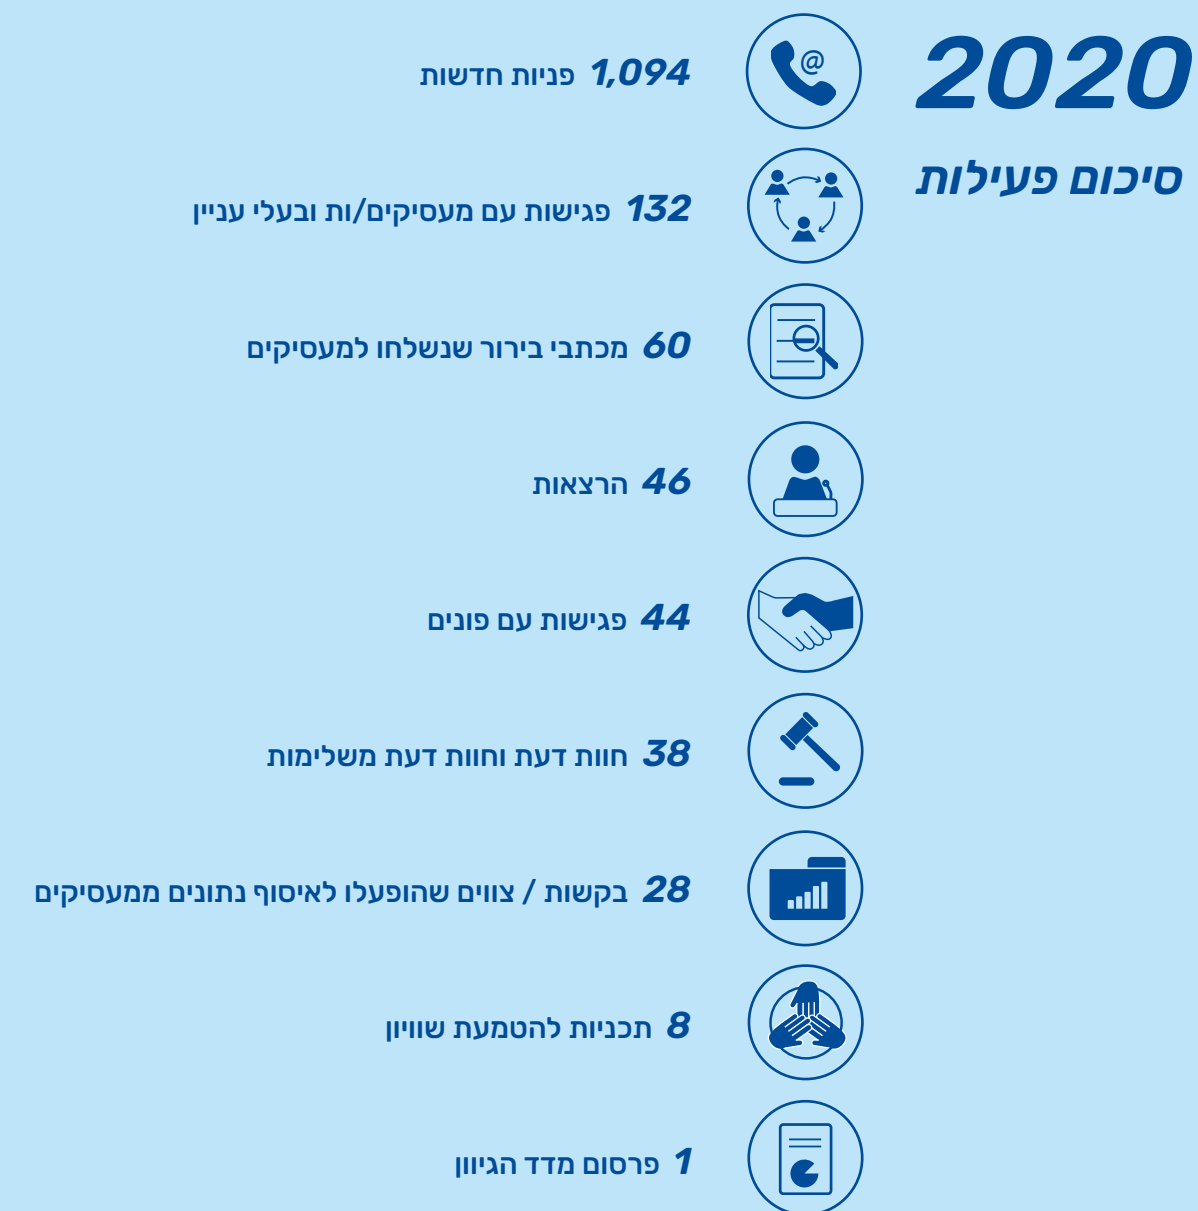 2020
סיכום פעילות
@
1,094 פניות חדשות
132 פגישות עם מעסיקים/ות ובעלי עניין
60 מכתבי בירור שנשלחו למעסיקים
46 הרצאות
44 פגישות עם פונים
38 חוות דעת וחוות דעת משלימות
28 בקשות / צווים שהופעלו לאיסוף נתונים ממעסיקים
8 תכניות להטמעת שוויון
1 פרסום מדד הגיוון